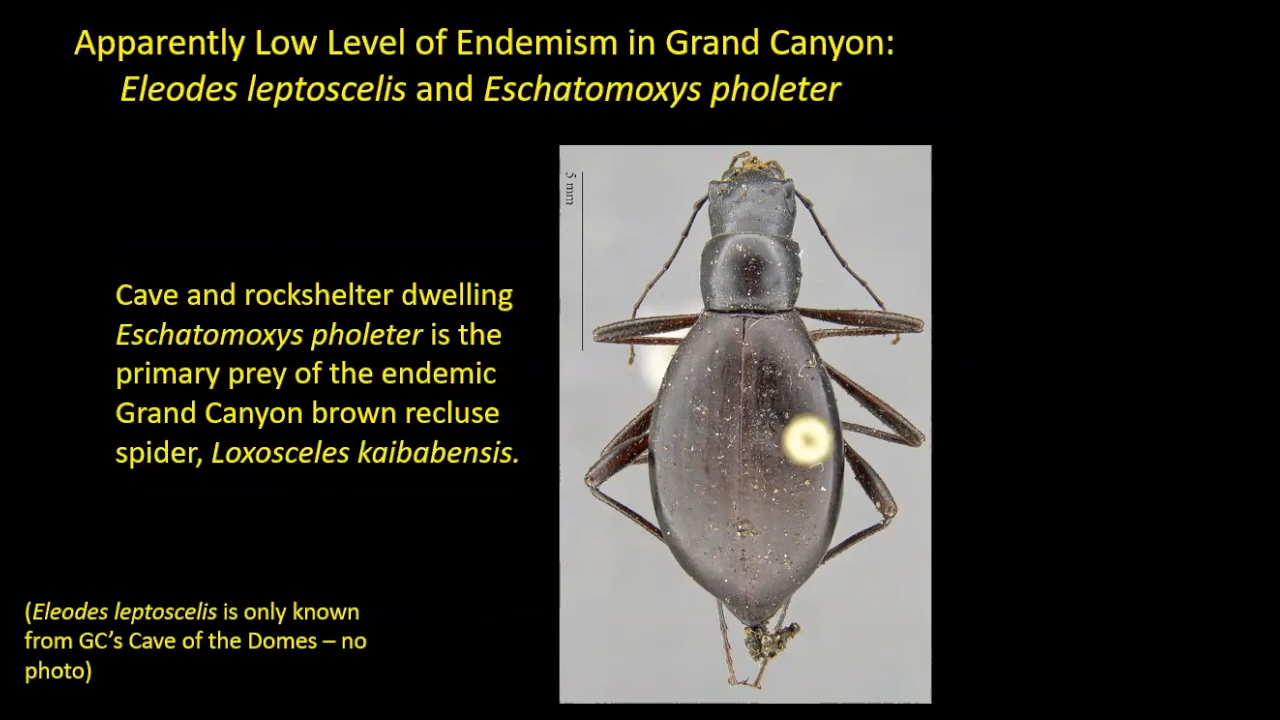 Apparently Low Level of Endemism in Grand Canyon:
Eleodes leptoscelis and Eschatomoxys pholeter
5 mm
Cave and rockshelter dwelling
Eschatomoxys pholeter is the
primary prey of the endemic
Grand Canyon brown recluse
spider, Loxosceles kaibabensis.
(Eleodes leptoscelis is only known
from GC’s Cave of the Domes – no
photo)